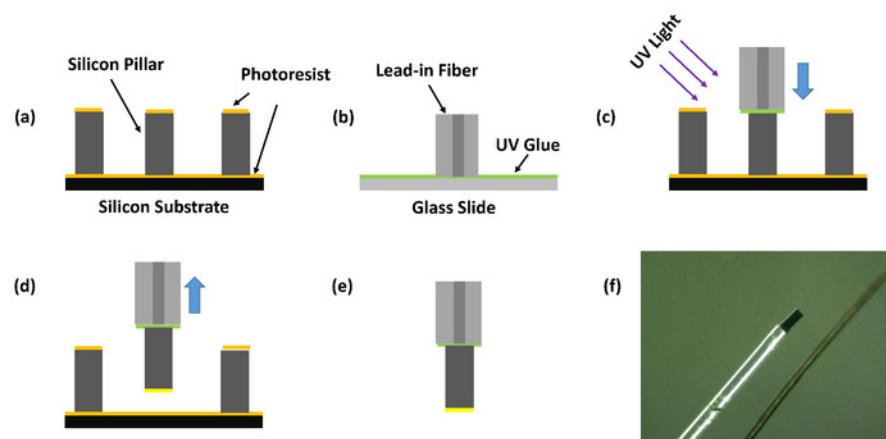 Silicon Pillar
Photoresist
(a)
Silicon Substrate
Lead-in Fiber
(b)
UV Glue
Glass Slide
UV Light
(c)
(d)
(e)
(f)